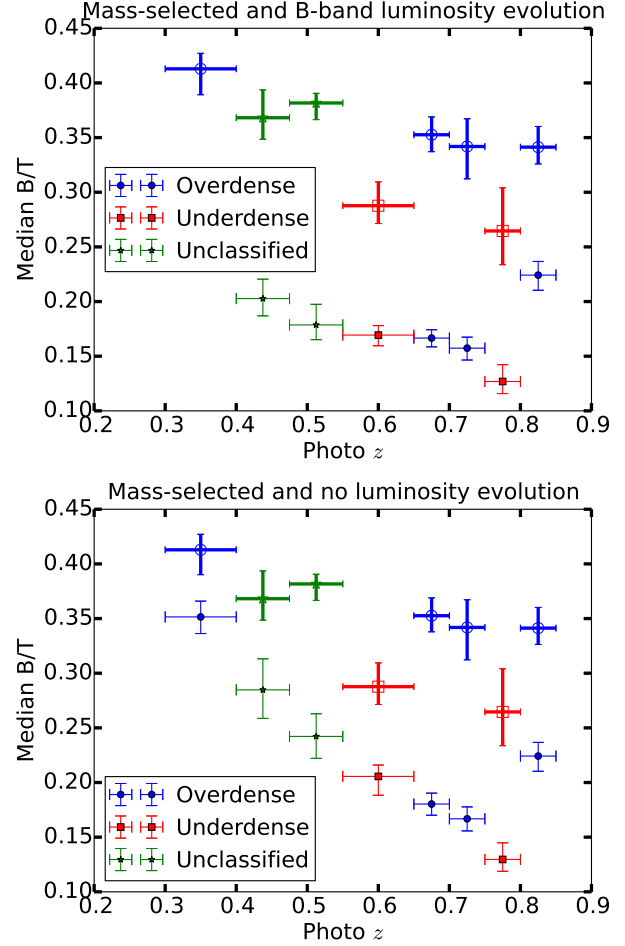 Mass-selected and B-band luminosity evolution
0.45
0.40
0.35
0.30
0.25
0.20
0.15
0.10
Median B/T
Overdense
Underdense
Unclassified
0.2 0.3 0.4 0.5 0.6 0.7 0.8 0.9
Photo z
Mass-selected and no luminosity evolution
0.45
0.40
0.35
0.30
0.25
0.20
0.15
0.10
Median B/T
Overdense
Underdense
Unclassified
0.2 0.3 0.4 0.5 0.6 0.7 0.8 0.9
Photo z